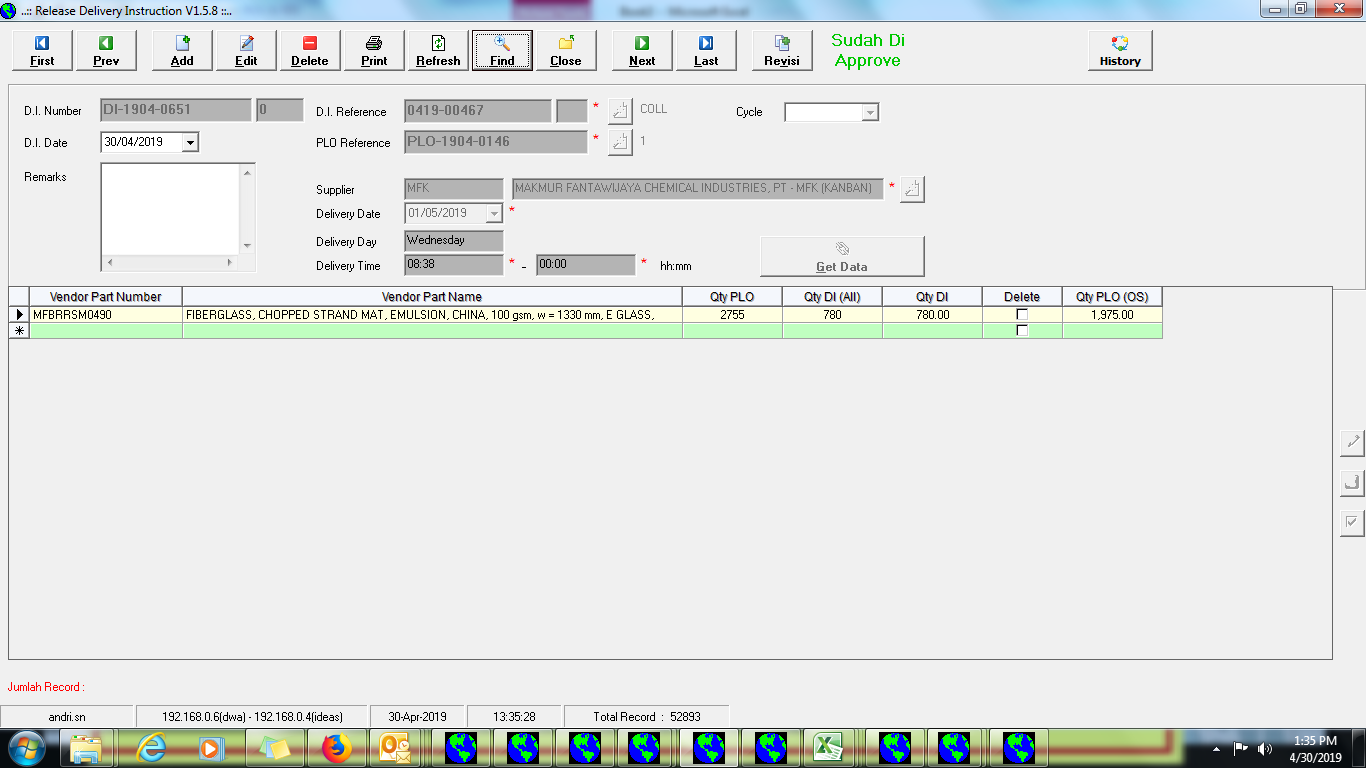 ..:: Release Delivery Instruction V1.5.8 ::..
First Prev Add Edit Delete Print Refresh Find Close Next Last Revisi History
Sudah Di
Approve
D.I. Number DI-1904-0651 0 D.I. Reference 0419-00467 * COLL Cycle
D.I. Date 30/04/2019 PLO Reference PLO-1904-0146 * 1
Remarks
Supplier MFK MAKMUR FANTAWIJAYA CHEMICAL INDUSTRIES, PT - MFK (KANBAN) *
Delivery Date 01/05/2019 *
Delivery Day Wednesday
Delivery Time 08:38 * - 00:00 * hh:mm Get Data
Vendor Part Number Vendor Part Name Qty PLO Qty DI (All) Qty DI Delete Qty PLO (OS)
MFBRRSM0490 FIBERGLASS, CHOPPED STRAND MAT, EMULSION, CHINA, 100 gsm, w = 1330 mm, E GLASS, 2755 780 780.00 1,975.00
Jumlah Record :
andri.sn 192.168.0.6(dwa) - 192.168.0.4(ideas) 30-Apr-2019 13:35:28 Total Record : 52893
1:35 PM
4/30/2019